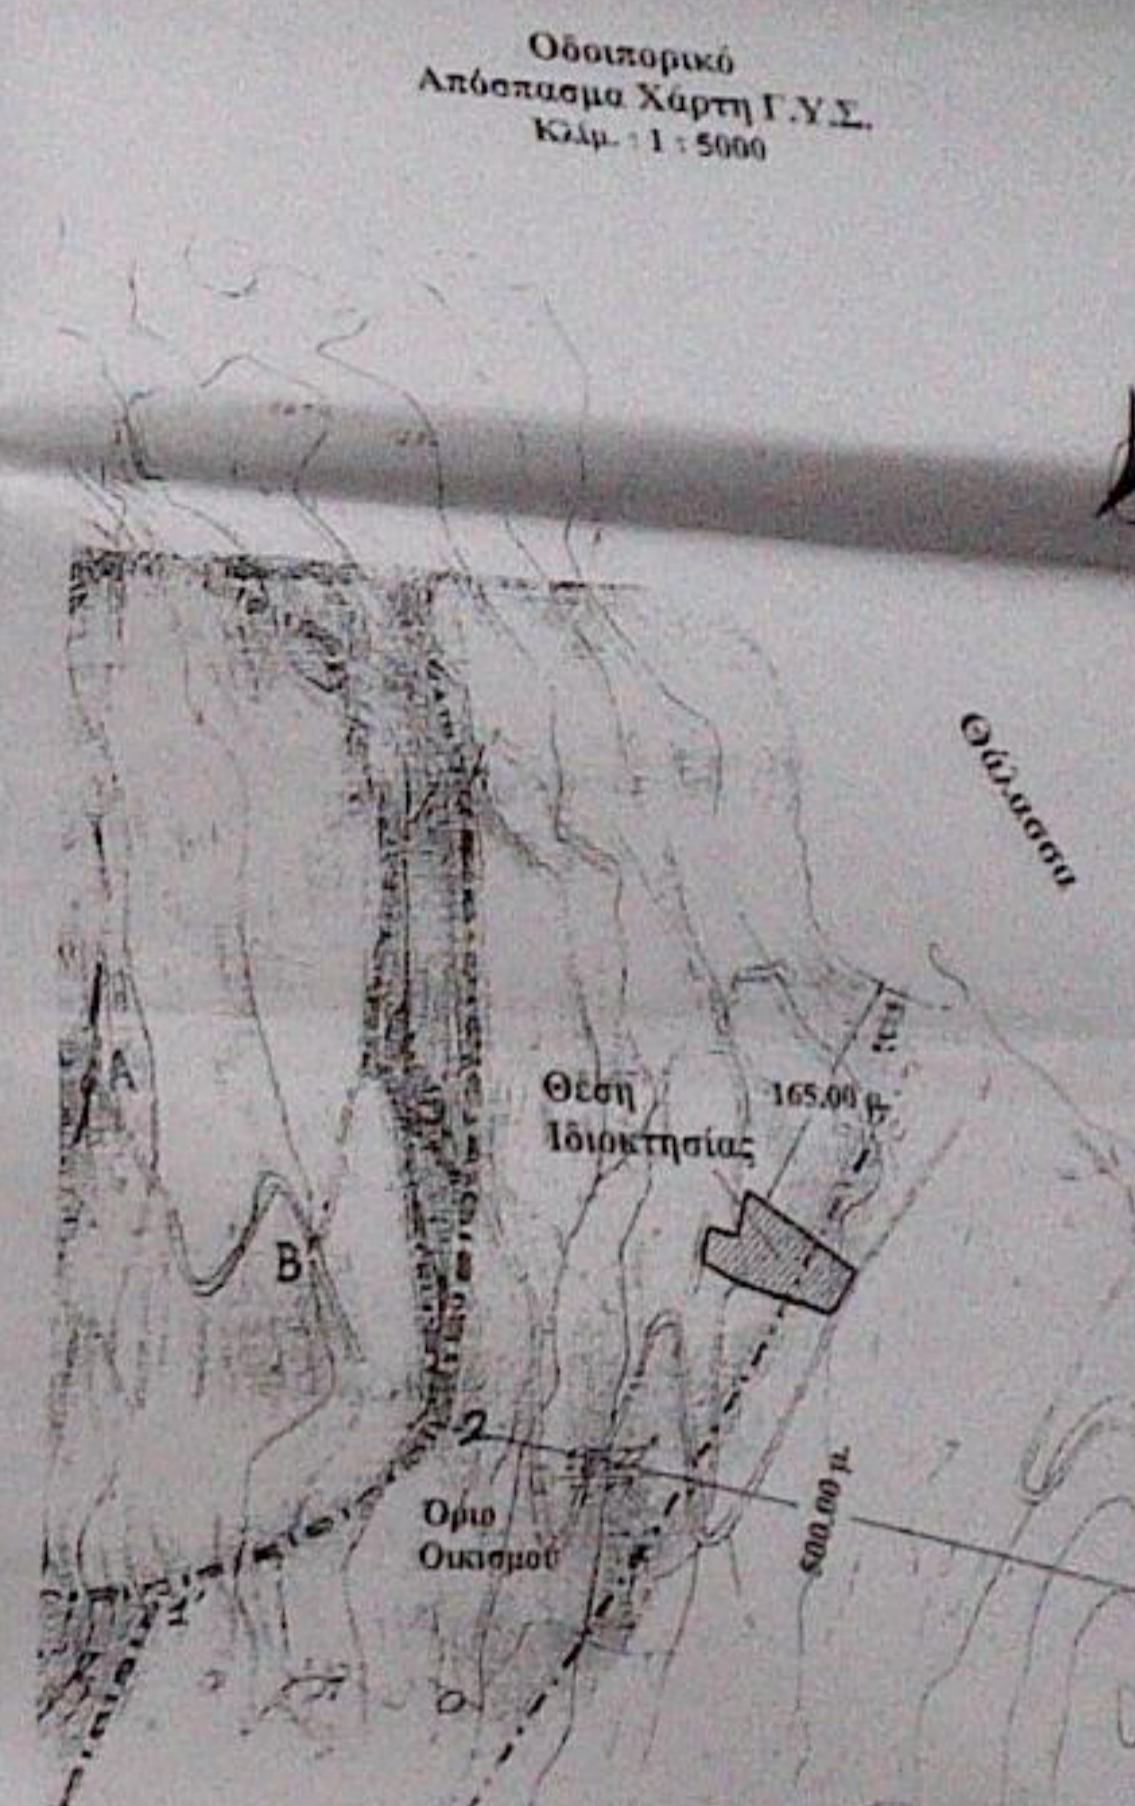 Οδοιπορικό
Απόσπασμα Χάρτη Γ.Υ.Σ.
Κλίμ. : 1 : 5000
Θάλασσα
A
Θέση
Ιδιοκτησίας
165.00 μ.
B
2
Όριο
Οικισμού
500.00 μ.